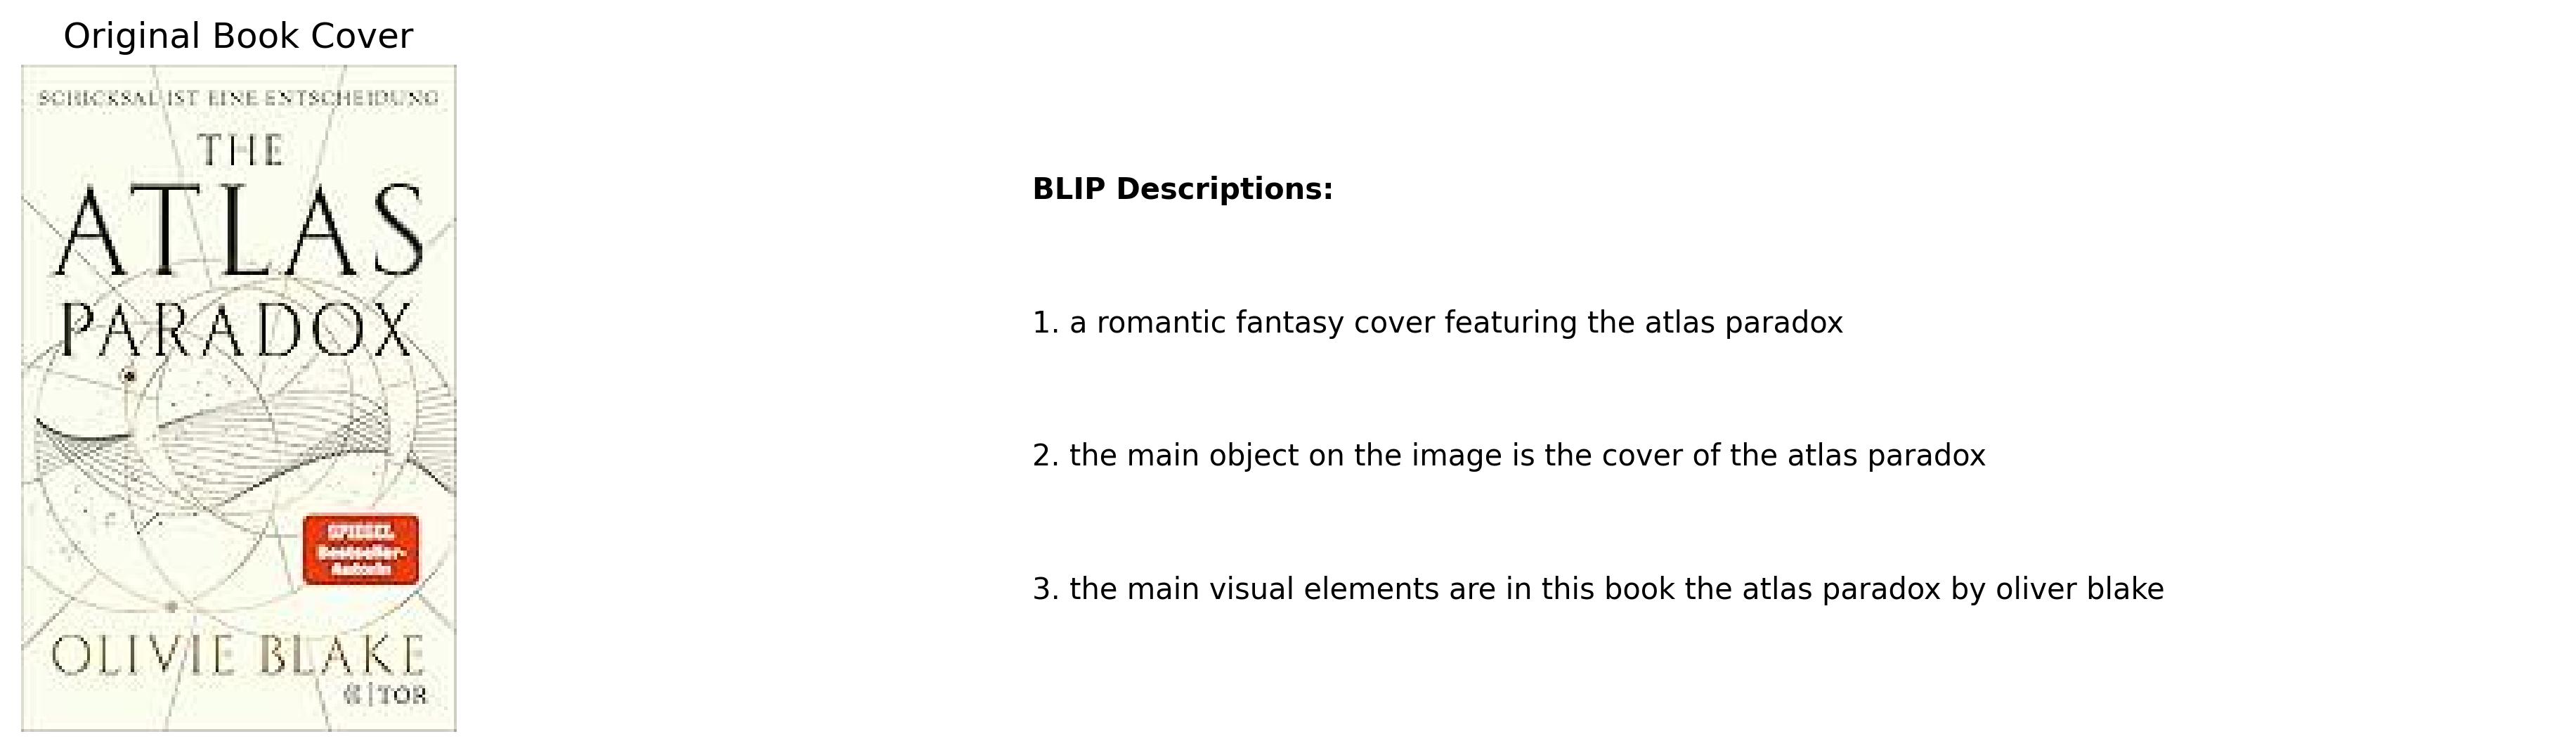 Original Book Cover
SCHICKSAL IST EINE ENTSCHEIDUNG
THE
ATLAS
PARADOX
SPIEGEL
Bestseller-
Autorin
OLIVIE BLAKE
TOR
BLIP Descriptions:
1. a romantic fantasy cover featuring the atlas paradox
2. the main object on the image is the cover of the atlas paradox
3. the main visual elements are in this book the atlas paradox by oliver blake